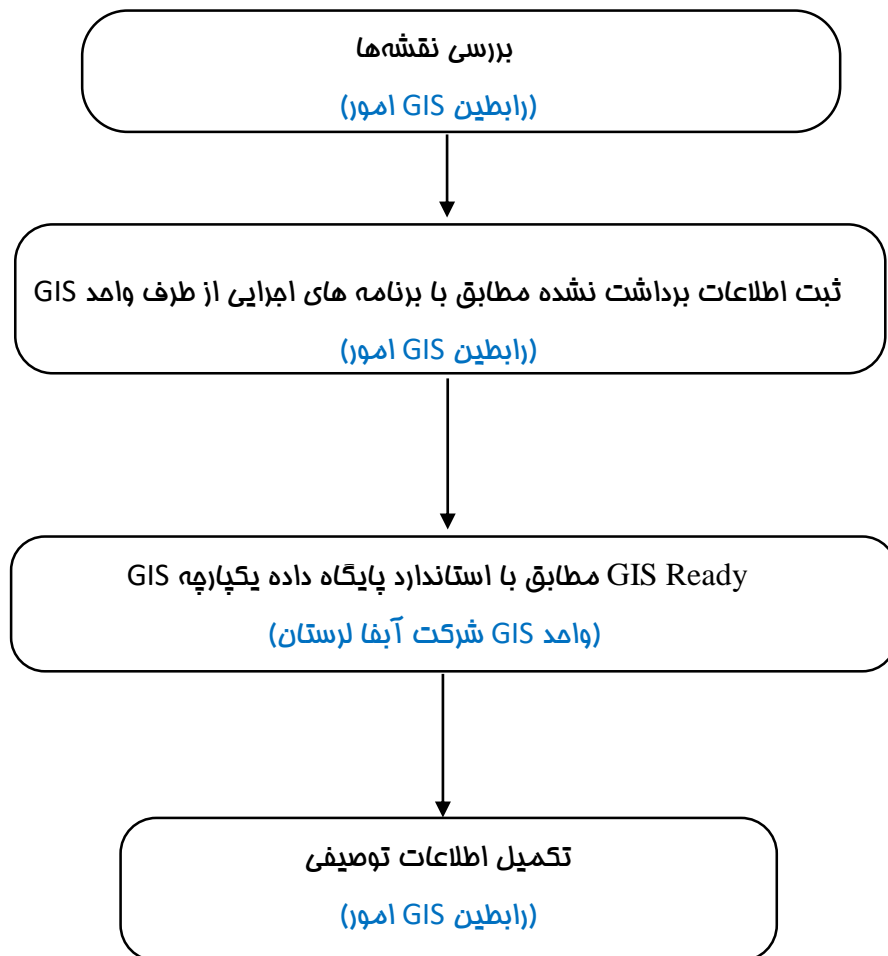 بررسی نقشه‌ها
(رابطین GIS امور)
ثبت اطلاعات برداشت نشده مطابق با برنامه های اجرایی از طرف واحد GIS
(رابطین GIS امور)
GIS Ready مطابق با استاندارد پایگاه داده یکپارچه GIS
(واحد GIS شرکت آبفا لرستان)
تکمیل اطلاعات توصیفی
(رابطین GIS امور)